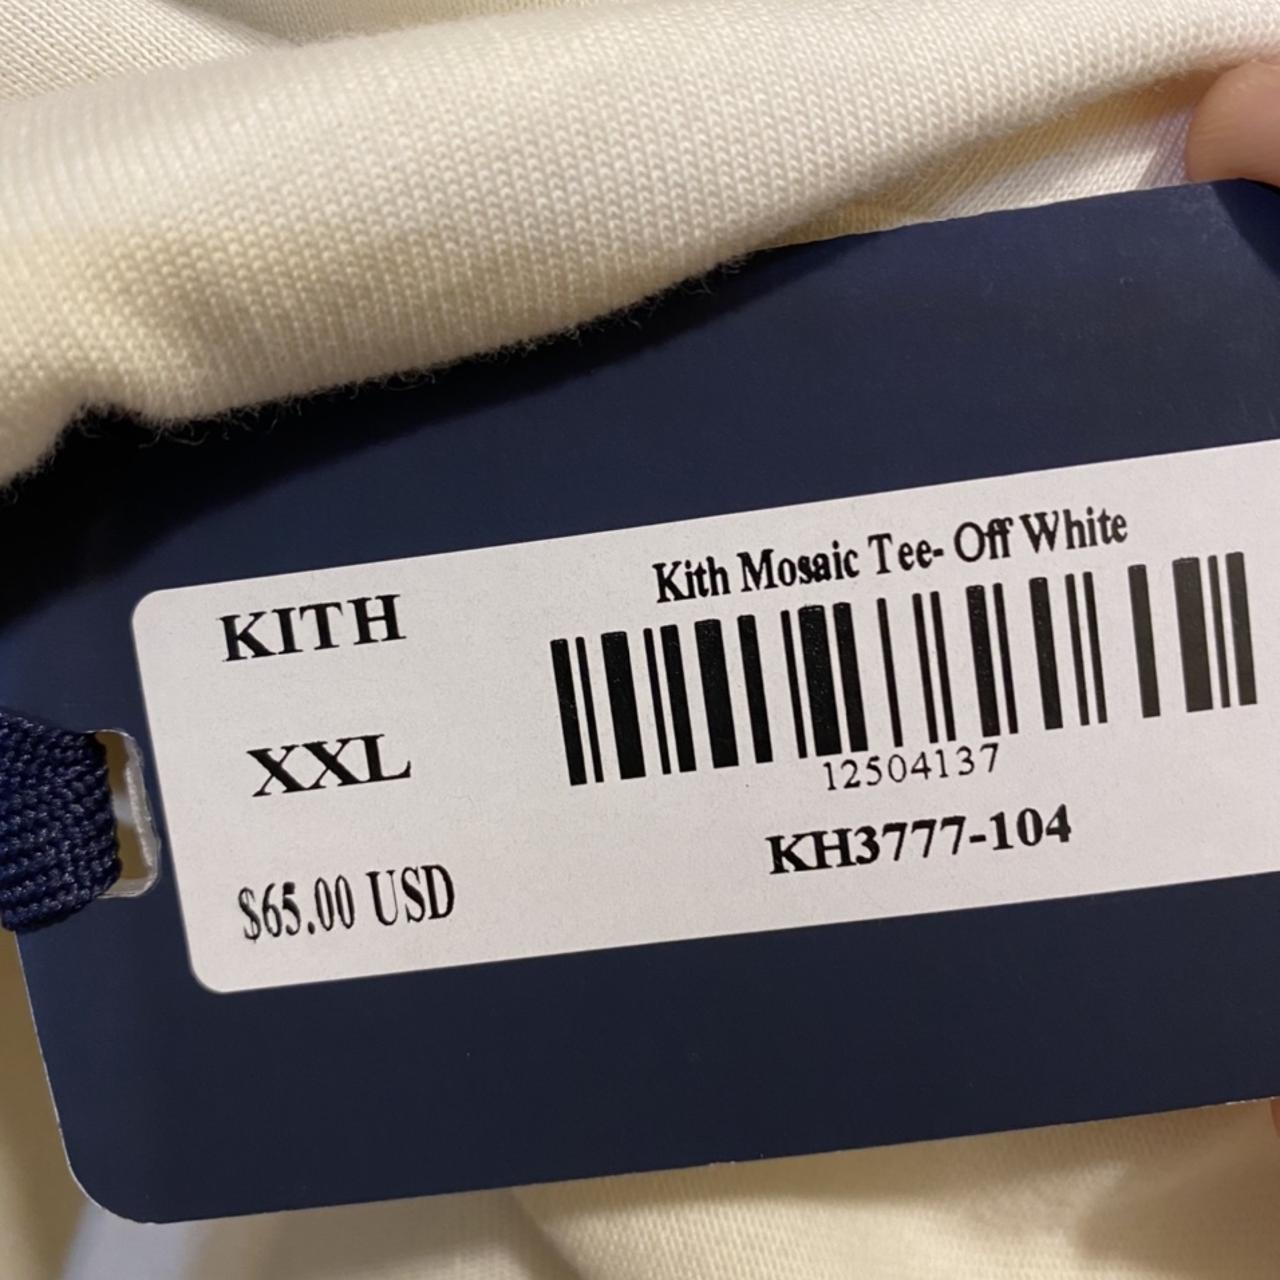 KITH
XXL
$65.00 USD
Kith Mosaic Tee- Off White
12504137
KH3777-104